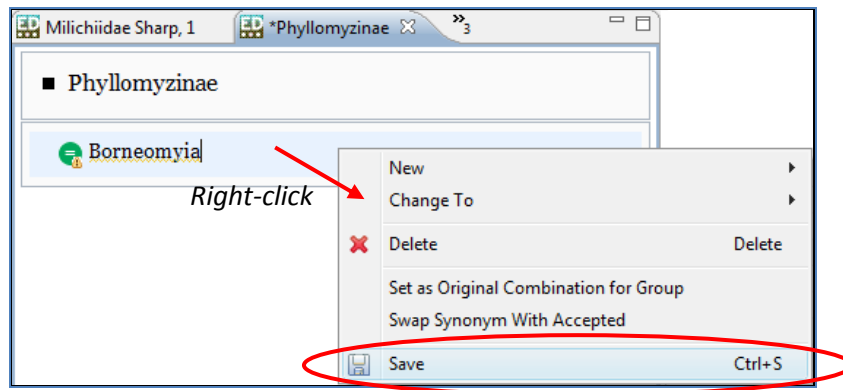 Milichiidae Sharp, 1 *Phyllomyzinae »3
Phyllomyzinae
Borneomyia
Right-click
New
Change To
Delete Delete
Set as Original Combination for Group
Swap Synonym With Accepted
Save Ctrl+S